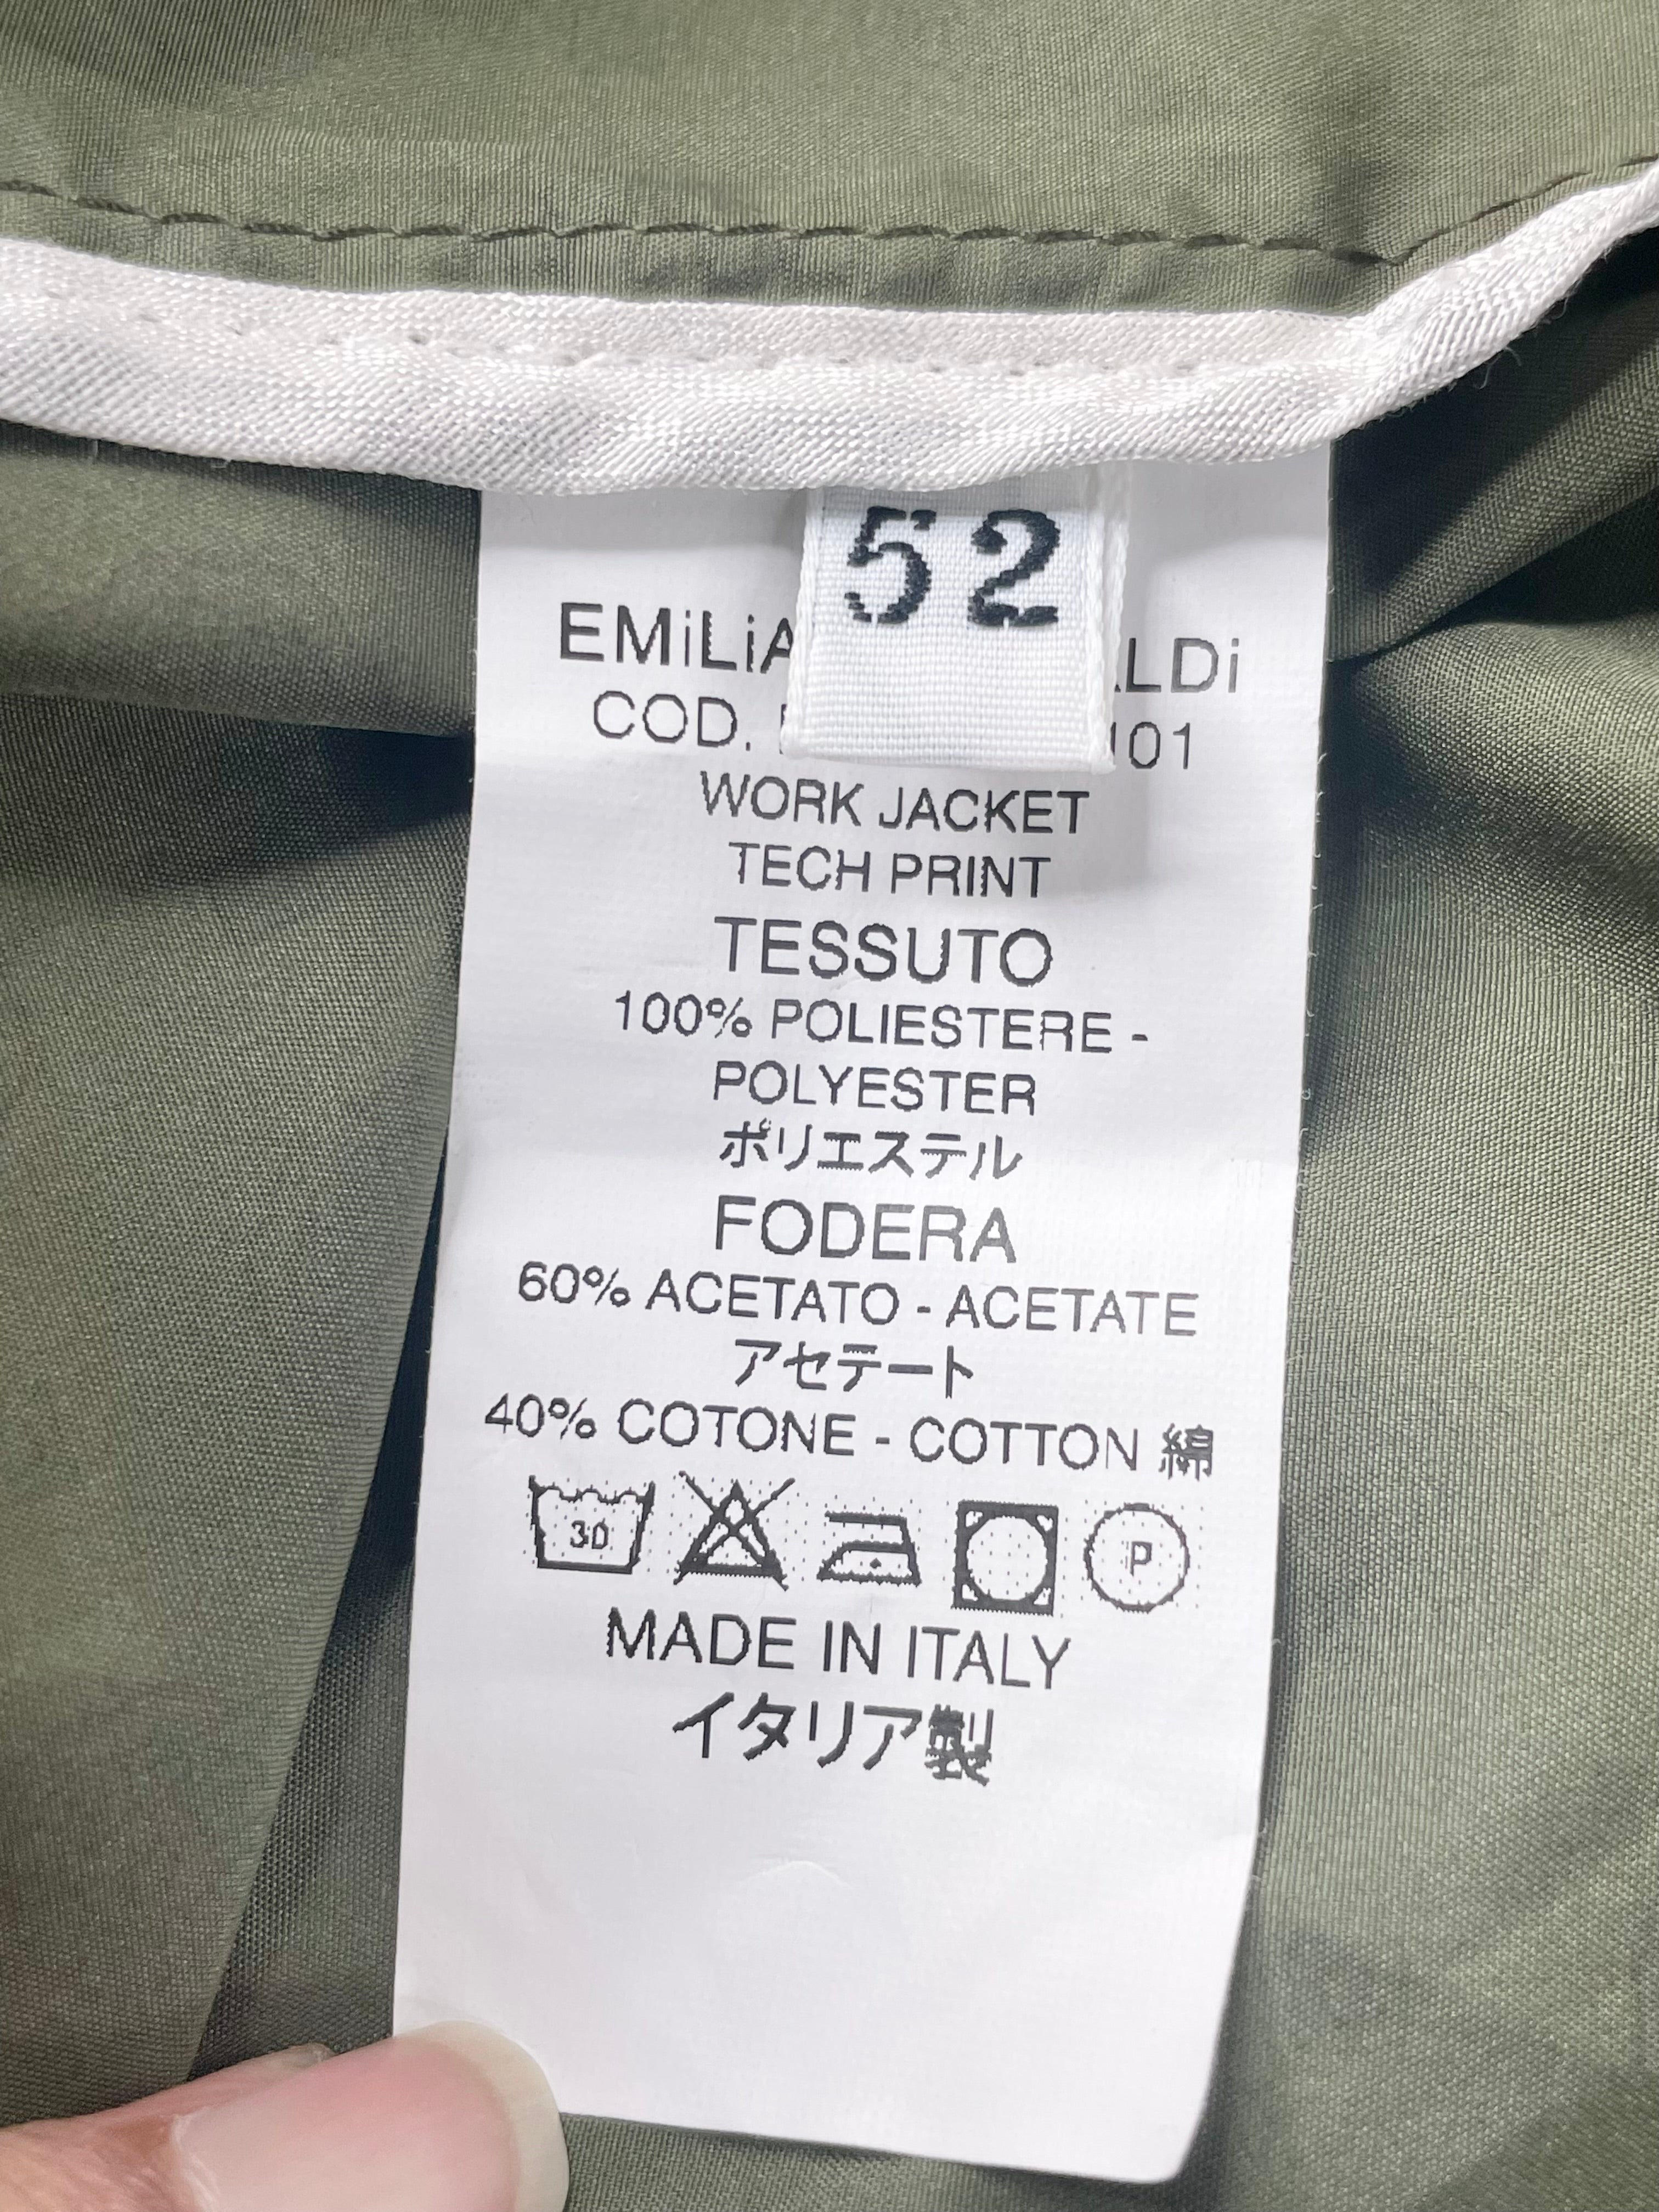 52
EMiLiA
COD. 101
WORK JACKET
TECH PRINT
TESSUTO
100% POLIESTERE -
POLYESTER
ポリエステル
FODERA
60% ACETATO - ACETATE
アセテート
40% COTONE - COTTON 綿
30 P
MADE IN ITALY
イタリア製